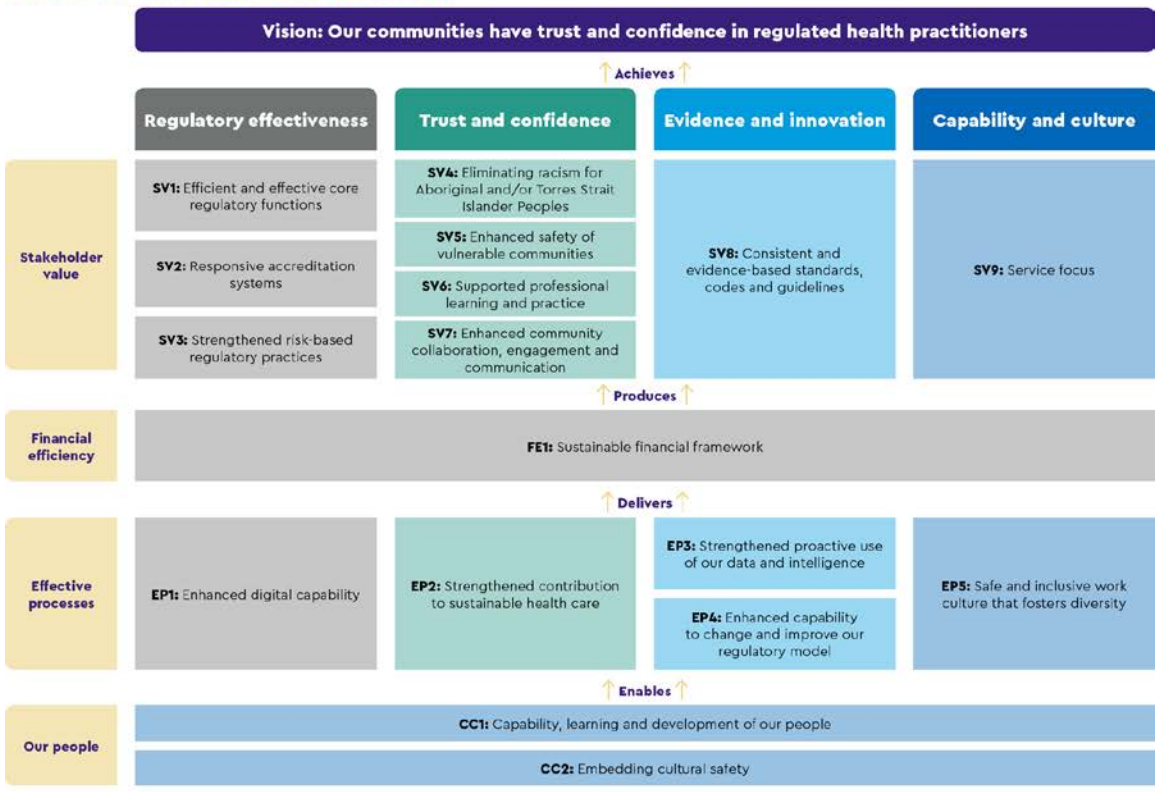 Vision: Our communities have trust and confidence in regulated health practitioners
Achieves
Regulatory effectiveness
Trust and confidence
Evidence and innovation
Capability and culture
Stakeholder
value
SV1: Efficient and effective core
regulatory functions
SV2: Responsive accreditation
systems
SV3: Strengthened risk-based
regulatory practices
SV4: Eliminating racism for
Aboriginal and/or Torres Strait
Islander Peoples
SV5: Enhanced safety of
vulnerable communities
SV6: Supported professional
learning and practice
SV7: Enhanced community
collaboration, engagement and
communication
SV8: Consistent and
evidence-based standards,
codes and guidelines
SV9: Service focus
Produces
Financial
efficiency
FE1: Sustainable financial framework
Delivers
Effective
processes
EP1: Enhanced digital capability
EP2: Strengthened contribution
to sustainable health care
EP3: Strengthened proactive use
of our data and intelligence
EP4: Enhanced capability
to change and improve our
regulatory model
EP5: Safe and inclusive work
culture that fosters diversity
Enables
Our people
CC1: Capability, learning and development of our people
CC2: Embedding cultural safety